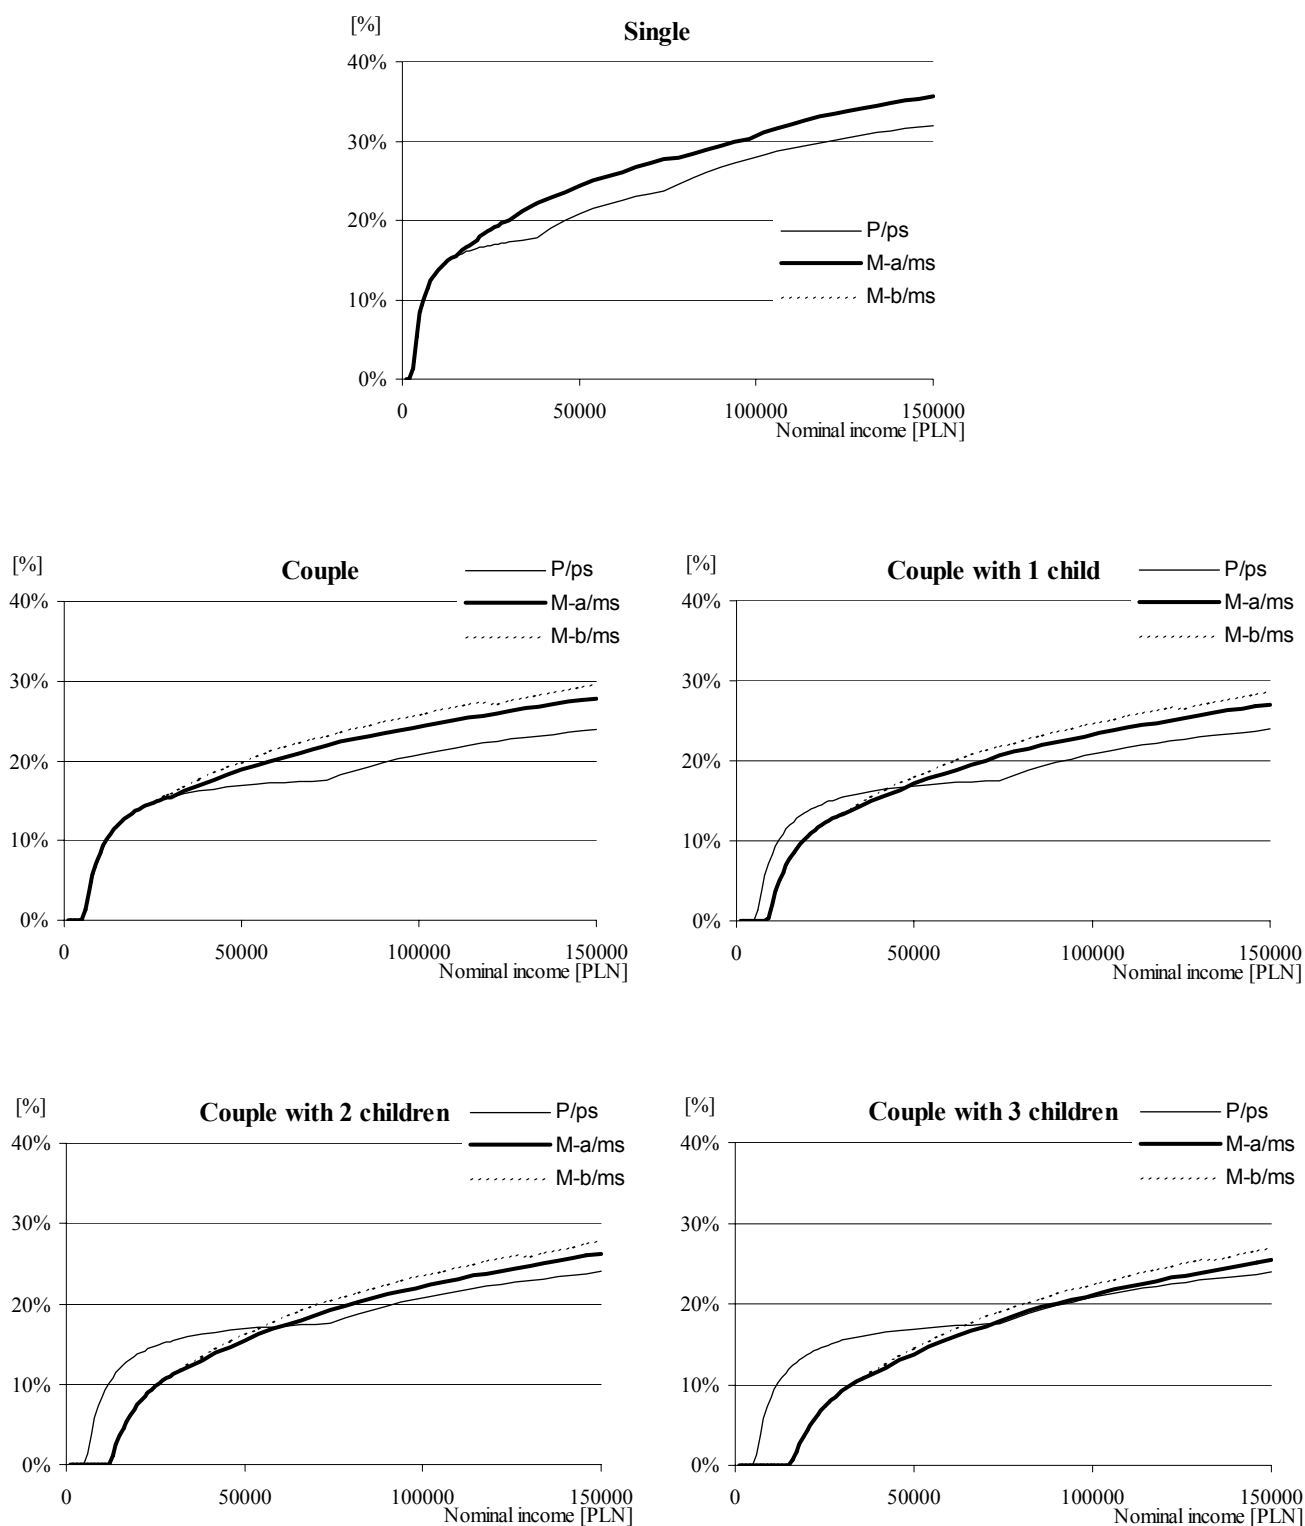 [%]
Single
40%
30%
20%
10%
0%
P/ps
M-a/ms
M-b/ms
0 50000 100000 150000
Nominal income [PLN]
[%]
Couple
P/ps
M-a/ms
M-b/ms
40%
30%
20%
10%
0%
0 50000 100000 150000
Nominal income [PLN]
[%]
Couple with 1 child
P/ps
M-a/ms
M-b/ms
40%
30%
20%
10%
0%
0 50000 100000 150000
Nominal income [PLN]
[%]
Couple with 2 children
P/ps
M-a/ms
M-b/ms
40%
30%
20%
10%
0%
0 50000 100000 150000
Nominal income [PLN]
[%]
Couple with 3 children
P/ps
M-a/ms
M-b/ms
40%
30%
20%
10%
0%
0 50000 100000 150000
Nominal income [PLN]